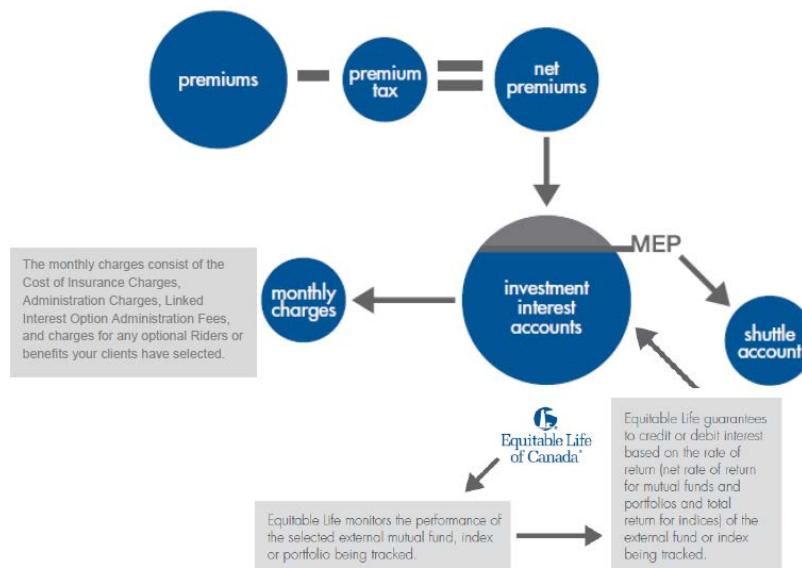 premiums
premium
tax
net
premiums
MEP
The monthly charges consist of the
Cost of Insurance Charges,
Administration Charges, Linked
Interest Option Administration Fees,
and charges for any optional Riders or
benefits your clients have selected.
monthly
charges
investment
interest
accounts
shuttle
account
Equitable Life
of Canada®
Equitable Life monitors the performance of
the selected external mutual fund, index
or portfolio being tracked.
Equitable Life guarantees
to credit or debit interest
based on the rate of
return (net rate of return
for mutual funds and
portfolios and total
return for indices) of the
external fund or index
being tracked.